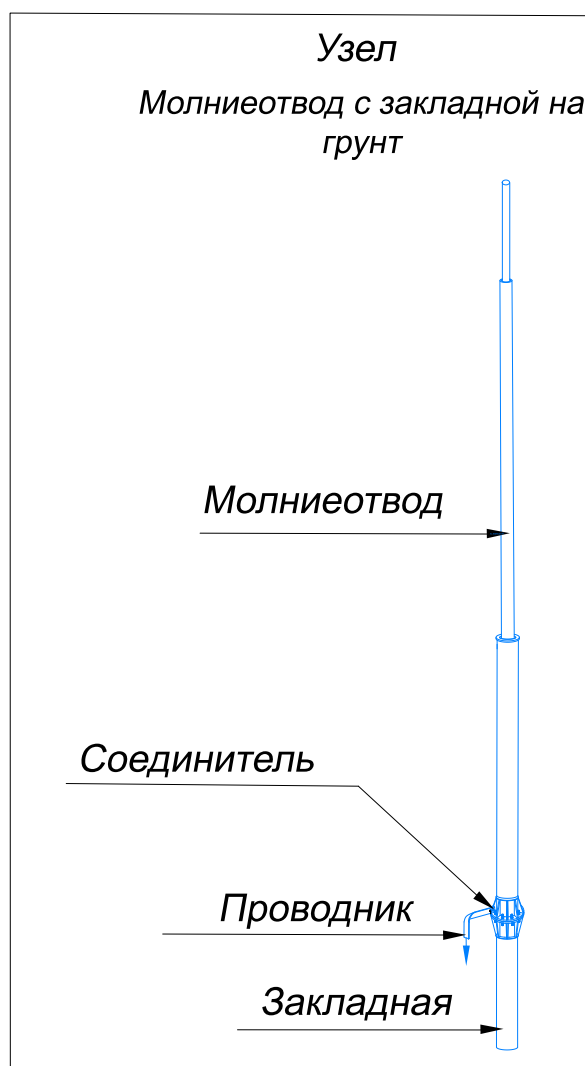 Узел
Молниеотвод с закладной на
грунт
Молниеотвод
Соединитель
Проводник
Закладная